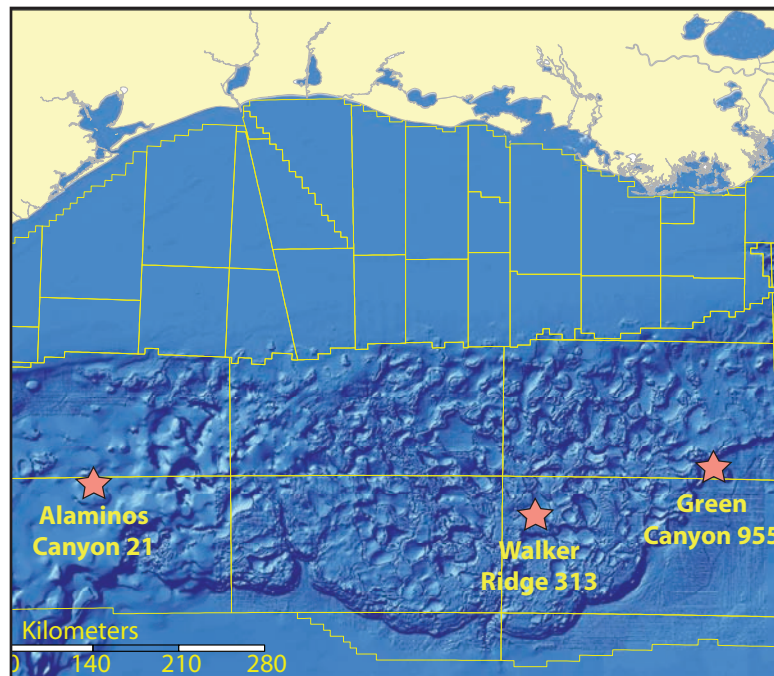 Alaminos
Canyon 21
Green
Canyon 955
Walker
Ridge 313
Kilometers
0 140 210 280